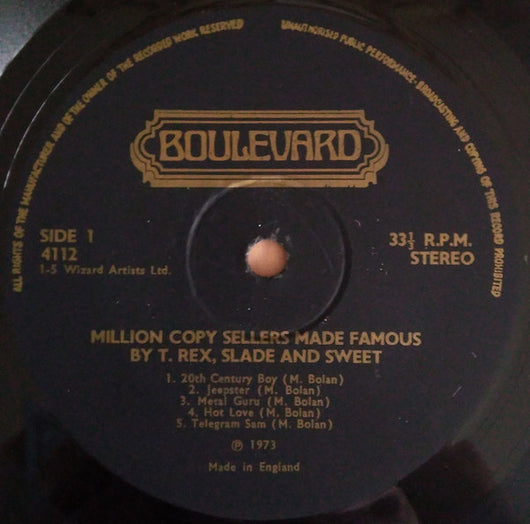 ALL RIGHTS OF THE MANUFACTURER AND OF THE OWNER OF THE RECORDED WORK RESERVED
UNAUTHORISED PUBLIC PERFORMANCE. BROADCASTING AND COPYING OF THIS RECORD PROHIBITED
BOULEVARD
SIDE 1
4112
1-5 Wizard Artists Ltd.
33⅓ R.P.M.
STEREO
MILLION COPY SELLERS MADE FAMOUS
BY T. REX, SLADE AND SWEET
1. 20th Century Boy (M. Bolan)
2. Jeepster (M. Bolan)
3. Metal Guru (M. Bolan)
4. Hot Love (M. Bolan)
5. Telegram Sam (M. Bolan)
℗ 1973
Made in England